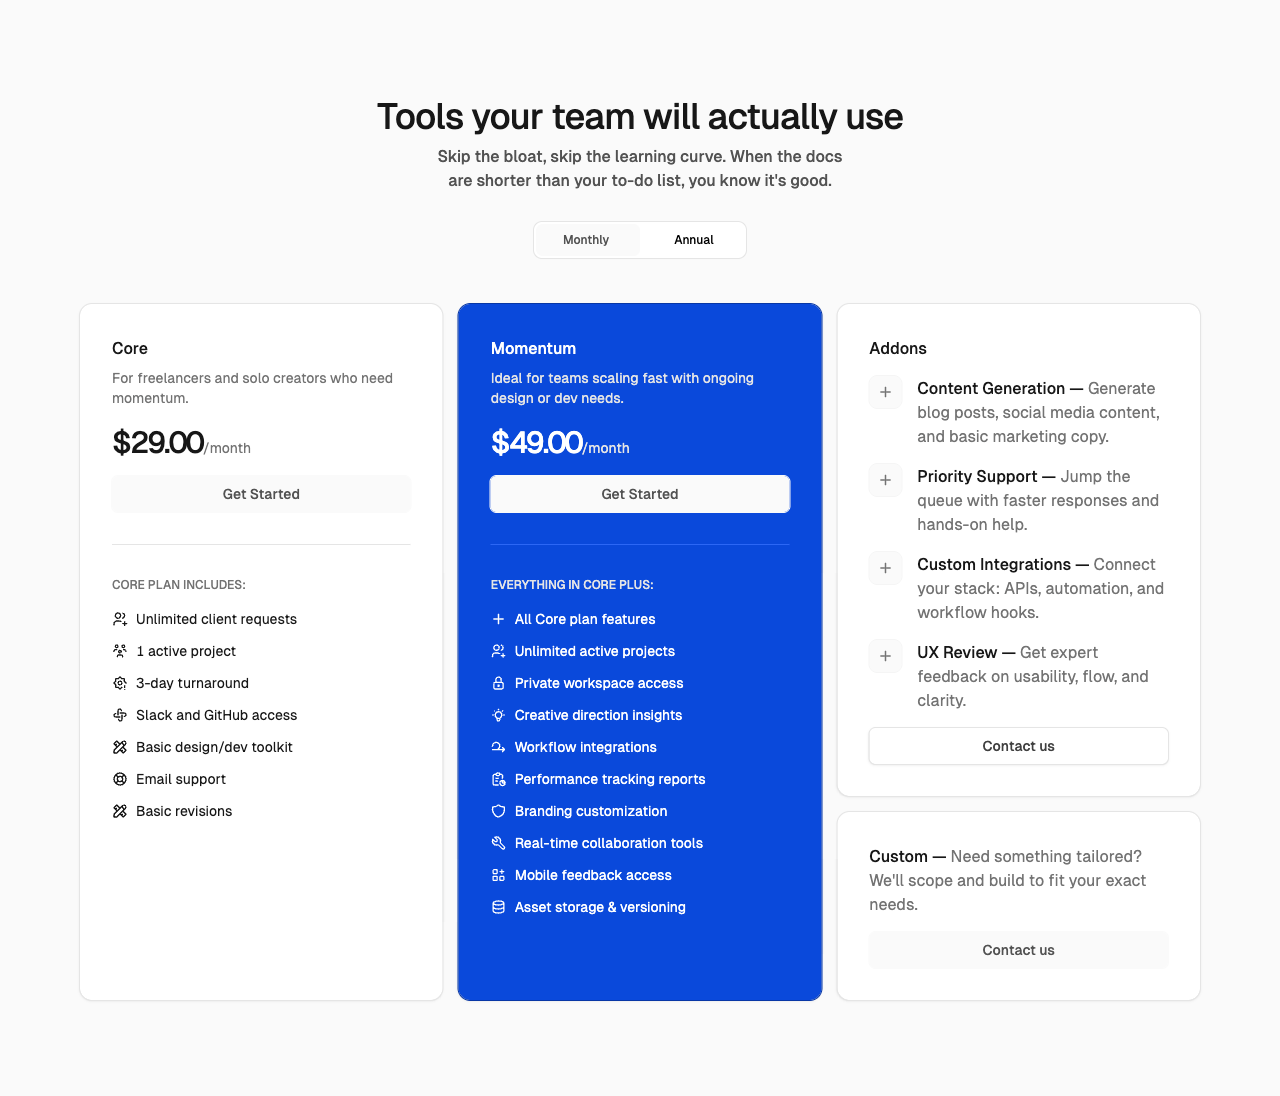 Tools your team will actually use
Skip the bloat, skip the learning curve. When the docs
are shorter than your to-do list, you know it's good.
Monthly
Annual
Core
For freelancers and solo creators who need
momentum.
$29.00/month
Get Started
CORE PLAN INCLUDES:
Unlimited client requests
1 active project
3-day turnaround
Slack and GitHub access
Basic design/dev toolkit
Email support
Basic revisions
Momentum
Ideal for teams scaling fast with ongoing
design or dev needs.
$49.00/month
Get Started
EVERYTHING IN CORE PLUS:
All Core plan features
Unlimited active projects
Private workspace access
Creative direction insights
Workflow integrations
Performance tracking reports
Branding customization
Real-time collaboration tools
Mobile feedback access
Asset storage & versioning
Addons
Content Generation — Generate
blog posts, social media content,
and basic marketing copy.
Priority Support — Jump the
queue with faster responses and
hands-on help.
Custom Integrations — Connect
your stack: APIs, automation, and
workflow hooks.
UX Review — Get expert
feedback on usability, flow, and
clarity.
Contact us
Custom — Need something tailored?
We'll scope and build to fit your exact
needs.
Contact us